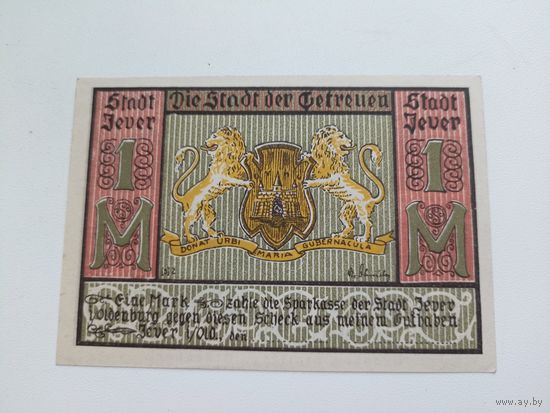 Stadt
Jever
Die Stadt der Getreuen
Stadt
Jever
1
M
1
M
DONAT URBI MARIA GUBERNACULA
Eine Mark zahle die Sparkasse der Stadt Jever
i/Oldenburg gegen diesen Scheck aus meinem Guthaben
Jever i/Old. den
www.ay.by